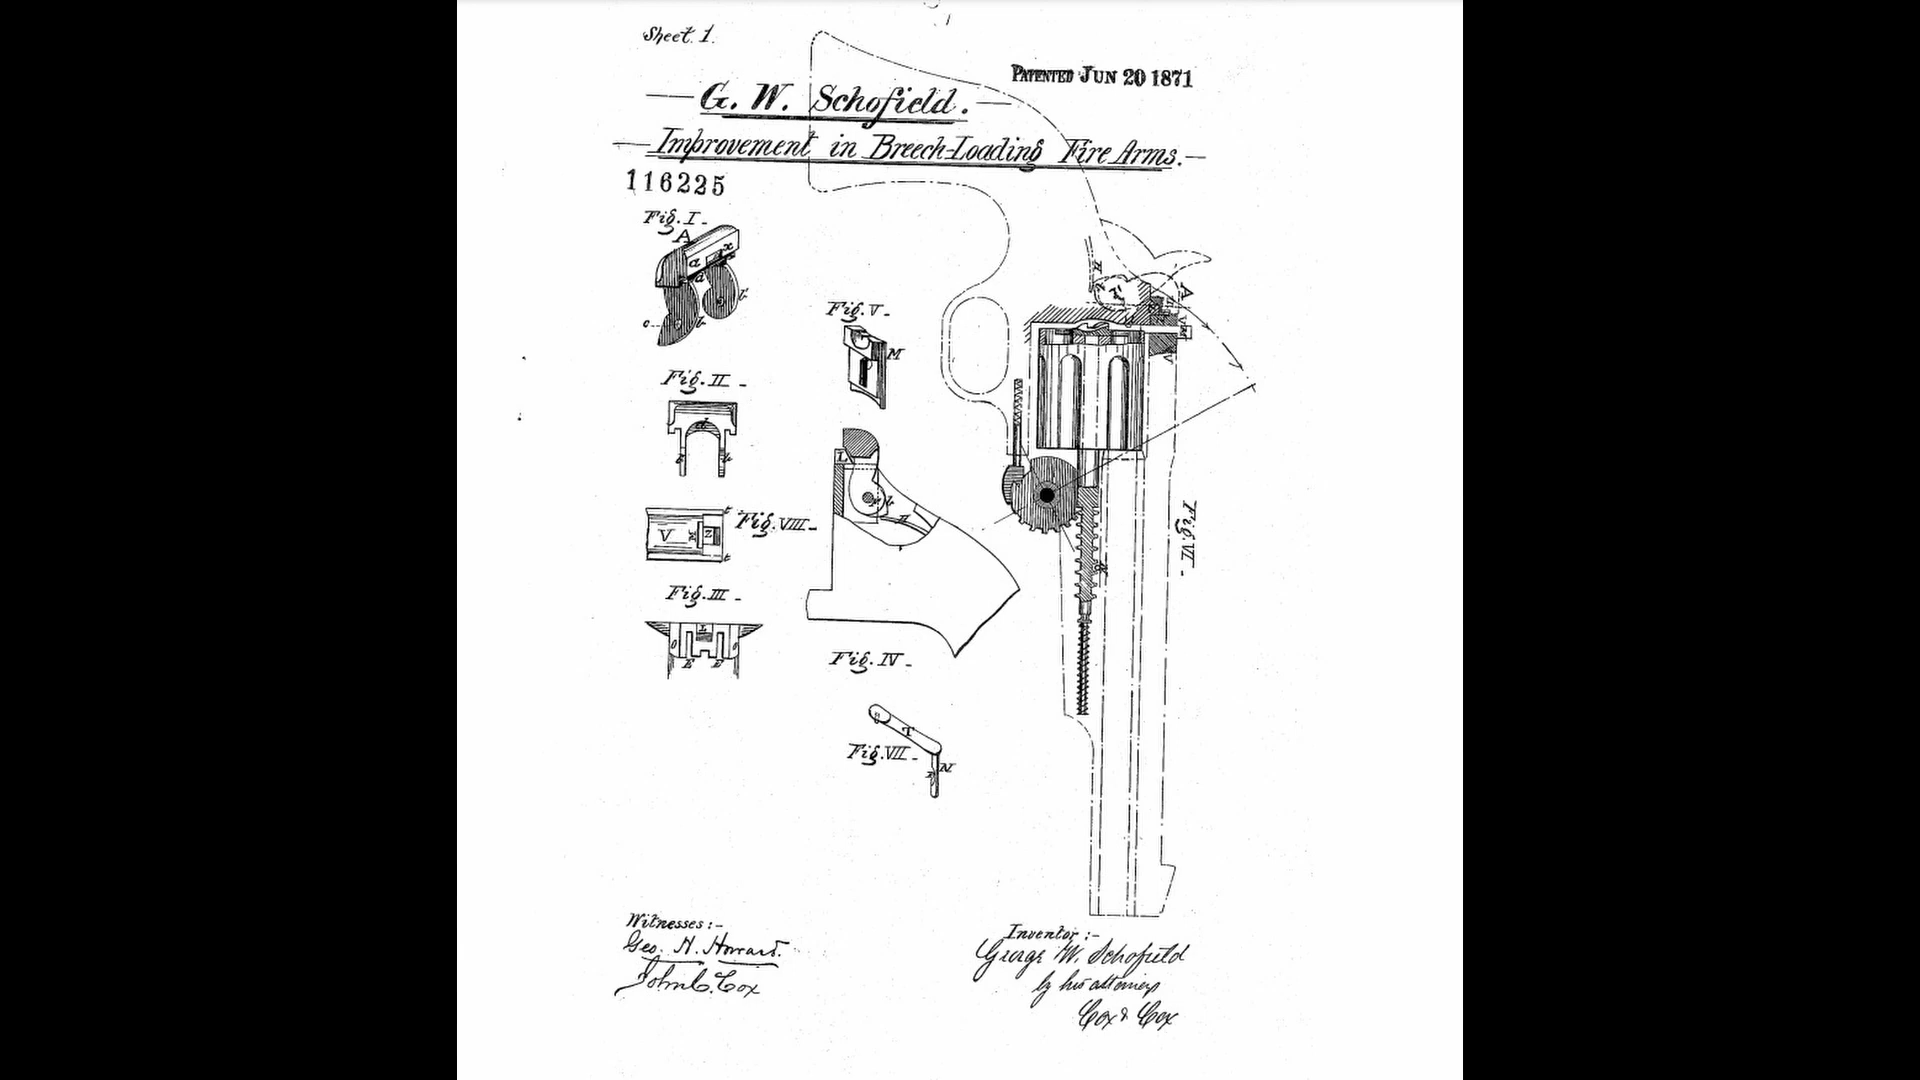 Sheet 1.
PATENTED JUN 20 1871
G. W. Schofield.
Improvement in Breech-Loading Fire Arms.
116225
Fig. I.
A
a
x
d
b
b
c
Fig. V.
M
Fig. II.
d
b
b
L
b
Fig. VIII.
V
M
N
t
t
Fig. VI.
Fig. III.
L
o
o
E
E
Fig. IV.
T
Fig. VII.
N
A
Witnesses:-
Geo. H. Howard.
John C. Cox
Inventor:-
George W. Schofield
by his attorneys
Cox & Cox